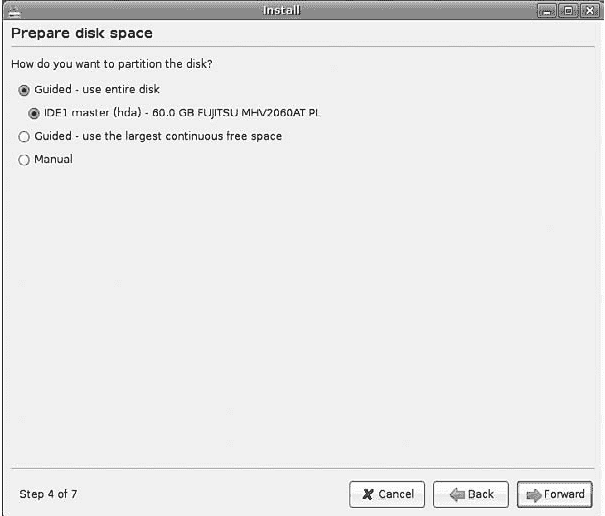 Install
Prepare disk space
How do you want to partition the disk?
Guided - use entire disk
IDE1 master (hda) - 60.0 GB FUJITSU MHV2060AT PL
Guided - use the largest continuous free space
Manual
Step 4 of 7
Cancel
Back
Forward